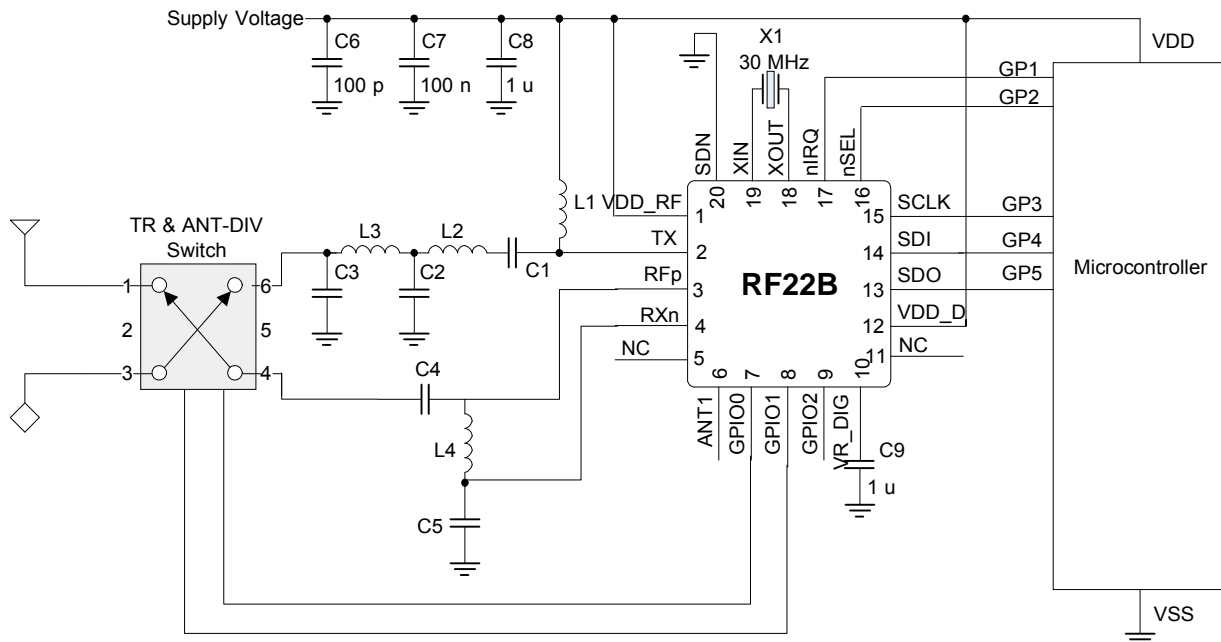 Supply Voltage
C6
C7
C8
100 p
100 n
1 u
X1
30 MHz
VDD
GP1
GP2
SDN
XIN
XOUT
nIRQ
nSEL
20
19
18
17
16
L1
VDD_RF
1
15
SCLK
GP3
TR & ANT-DIV
Switch
L3
L2
C1
TX
2
14
SDI
GP4
C3
C2
RFp
3
RF22B
13
SDO
GP5
Microcontroller
1
6
2
5
3
4
RXn
4
12
VDD_D
NC
5
11
NC
C4
6
7
8
9
10
ANT1
GPIO0
GPIO1
GPIO2
VR_DIG
L4
C9
1 u
C5
VSS